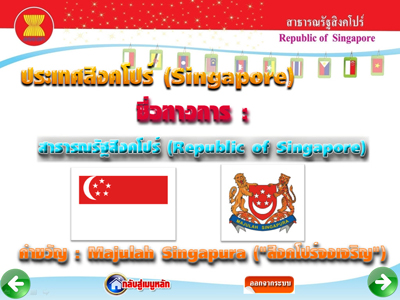 สาธารณรัฐสิงคโปร์
Republic of Singapore
ประเทศสิงคโปร์ (Singapore)
ชื่อทางการ :
สาธารณรัฐสิงคโปร์ (Republic of Singapore)
MAJULAH SINGAPURA
คำขวัญ : Majulah Singapura ("สิงคโปร์จงเจริญ")
กลับสู่เมนูหลัก
ออกจากระบบ